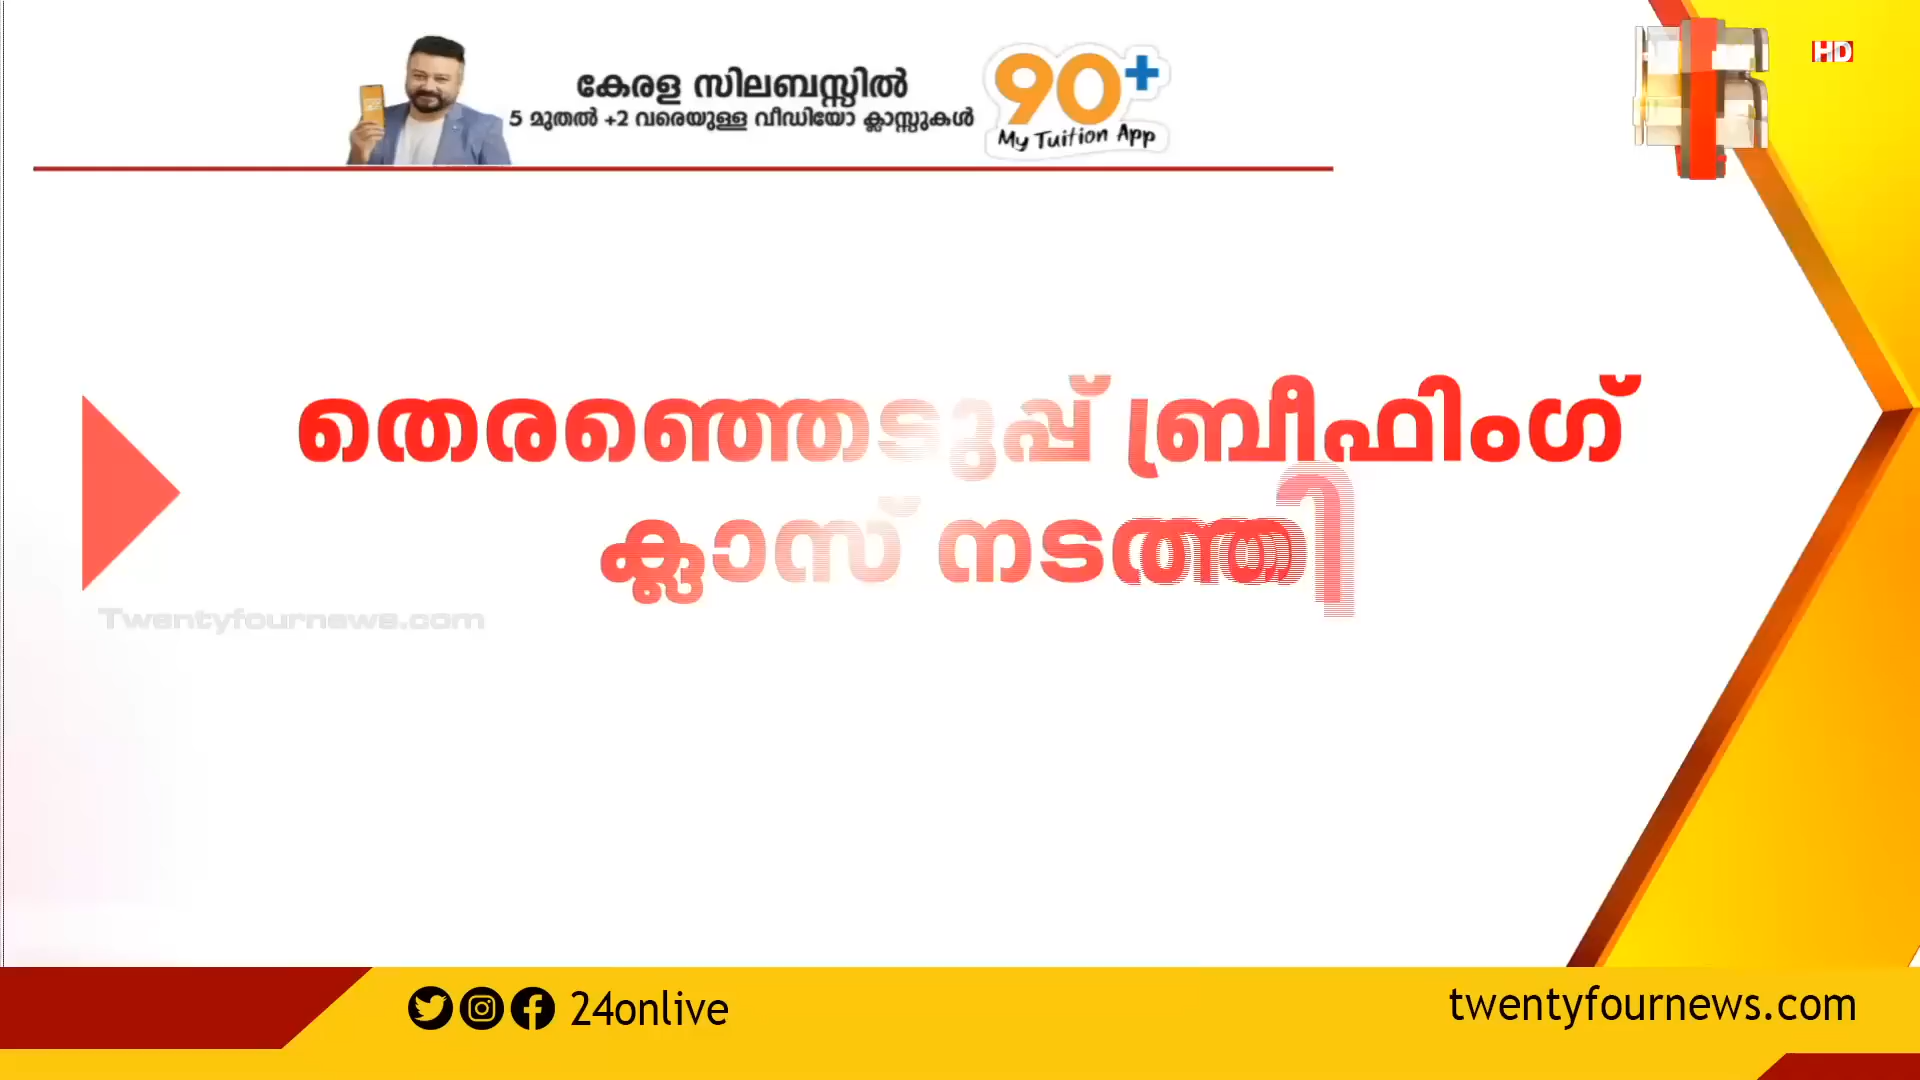 കേരള സിലബസ്സിൽ
5 മുതൽ +2 വരെയുള്ള വീഡിയോ ക്ലാസ്സുകൾ
90+
My Tuition App
HD
തെരഞ്ഞെടുപ്പ് ബ്രീഫിംഗ്
ക്ലാസ് നടത്തി
Twentyfournews.com
24onlive
twentyfournews.com